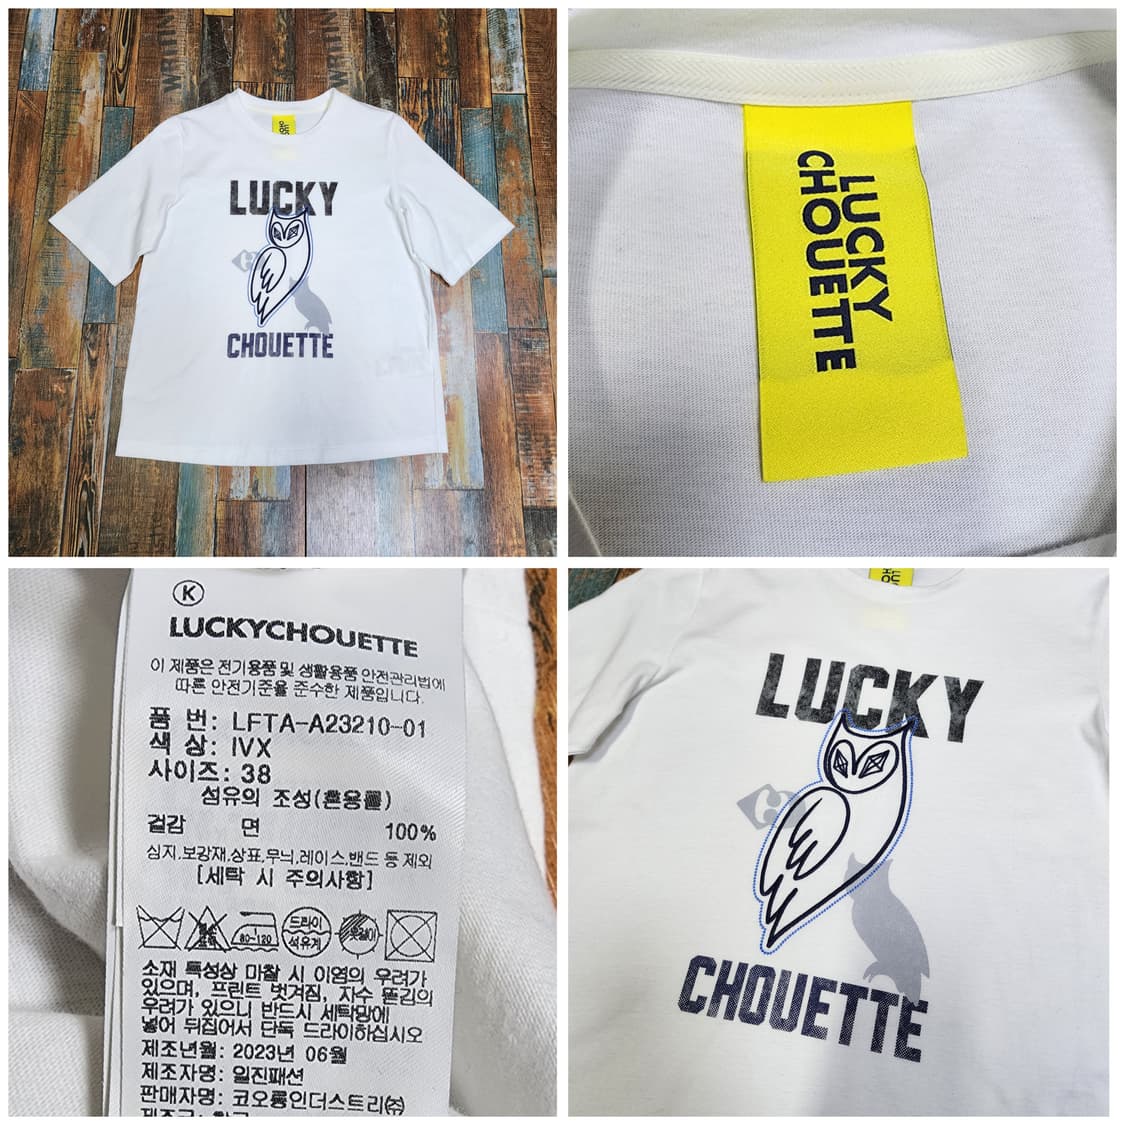 LUCKY
CHOUETTE
LUCKY
CHOUETTE
K
LUCKYCHOUETTE
이 제품은 전기용품 및 생활용품 안전관리법에
따른 안전기준을 준수한 제품입니다.
품 번: LFTA-A23210-01
색 상: IVX
사이즈: 38
섬유의 조성(혼용률)
겉감 면 100%
심지,보강재,상표,무늬,레이스,밴드 등 제외
[세탁 시 주의사항]
80~120
드라이
석유계
옷걸이
소재 특성상 마찰 시 이염의 우려가
있으며, 프린트 벗겨짐, 자수 뜯김의
우려가 있으니 반드시 세탁망에
넣어 뒤집어서 단독 드라이하십시오
제조년월: 2023년 06월
제조자명: 일진패션
판매자명: 코오롱인더스트리㈜
LUCKY
CHOUETTE